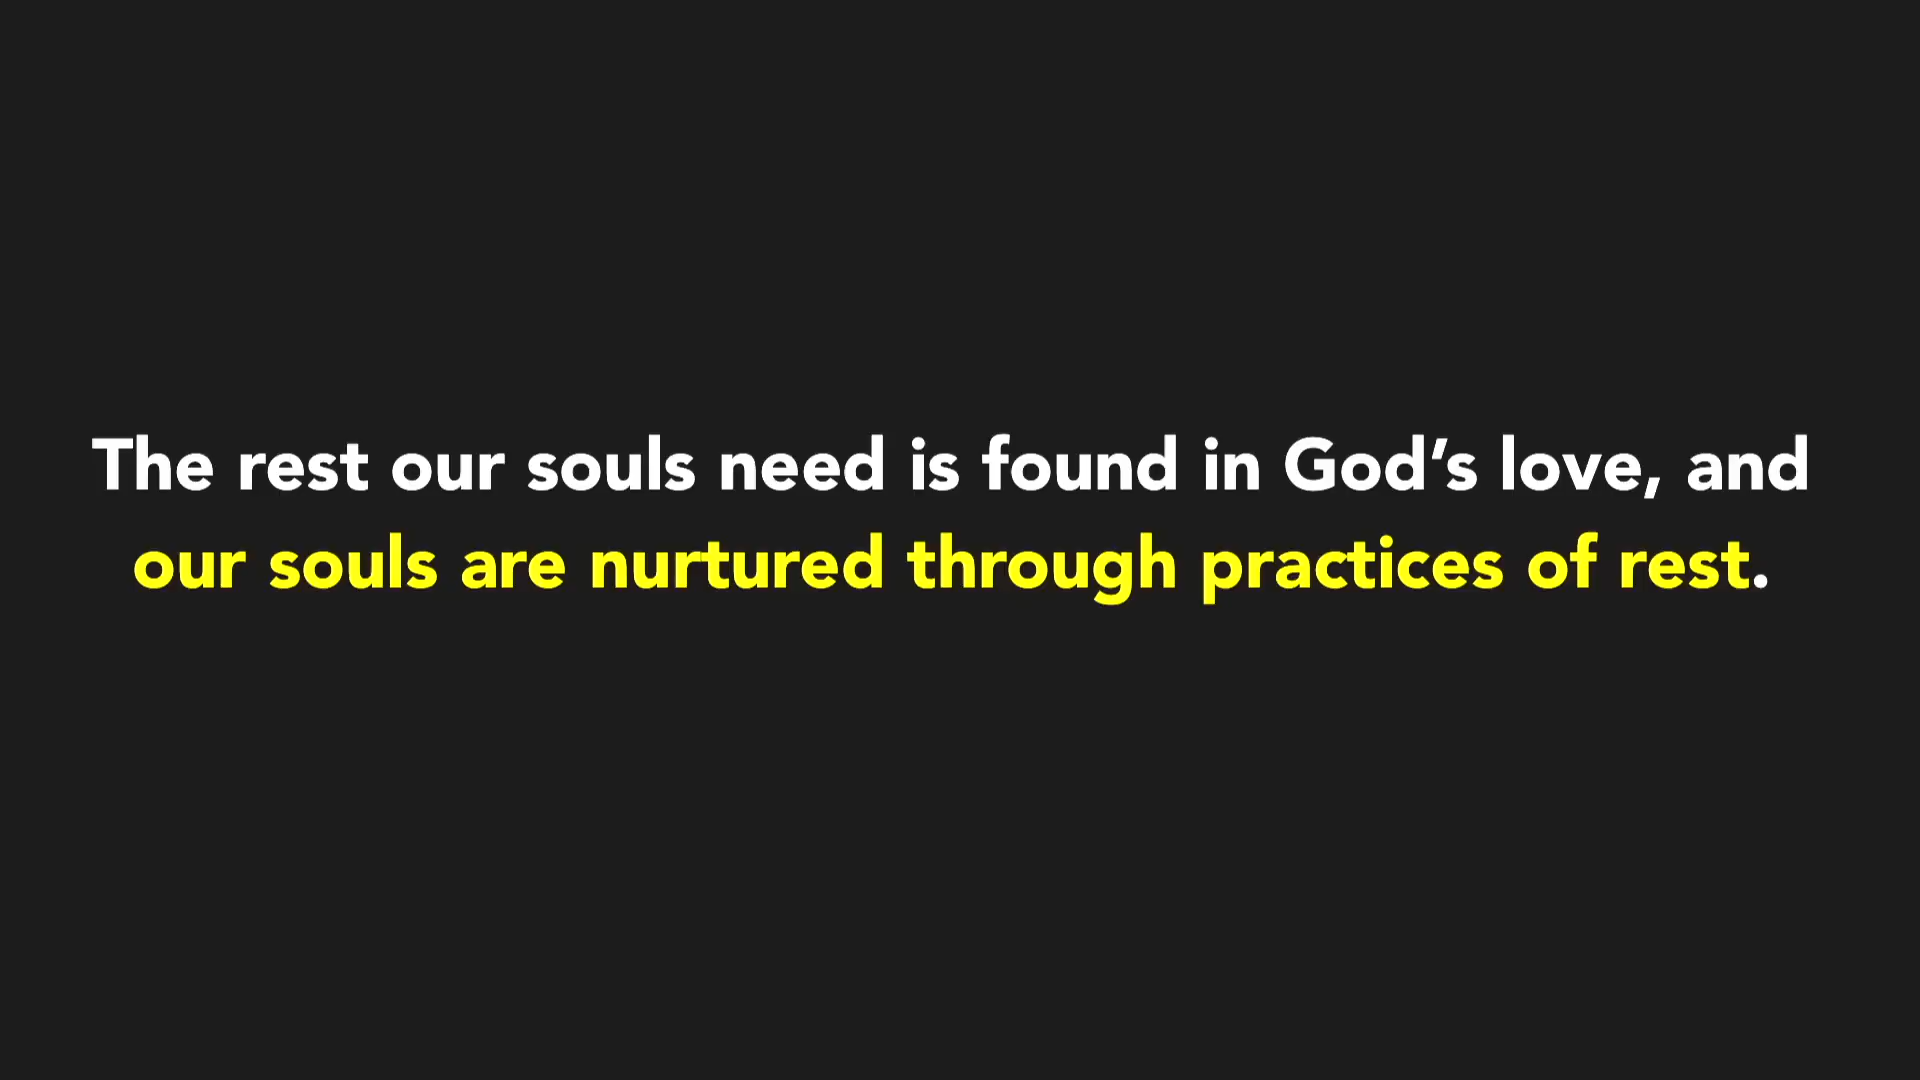 The rest our souls need is found in God’s love, and
our souls are nurtured through practices of rest.